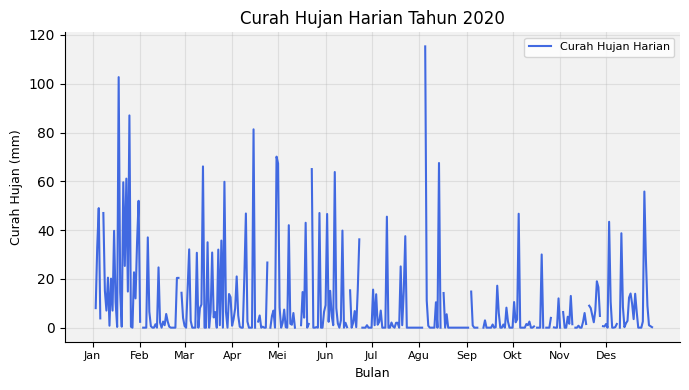 Curah Hujan Harian Tahun 2020
Curah Hujan Harian
120
100
80
60
40
20
0
Curah Hujan (mm)
Jan Feb Mar Apr Mei Jun Jul Agu Sep Okt Nov Des
Bulan